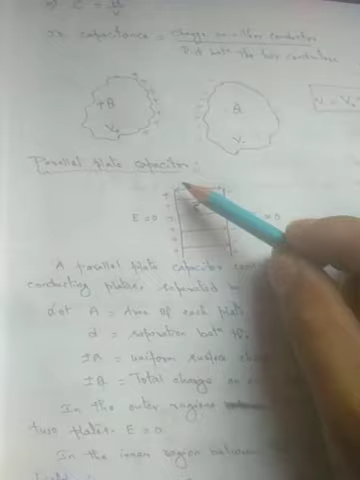 or C = Q/V
capacitance = charge on either conductor
P.d betn the two conductors
+Q
V+
Q
V-
Parallel plate capacitor:
E = 0
= 0
A parallel plate capacitor
conducting plates, separated
Let A = Area of each plate
d = separation betn
= uniform surface
±Q = Total charge on
In the outer regions
two plates. E = 0
In the inner region between